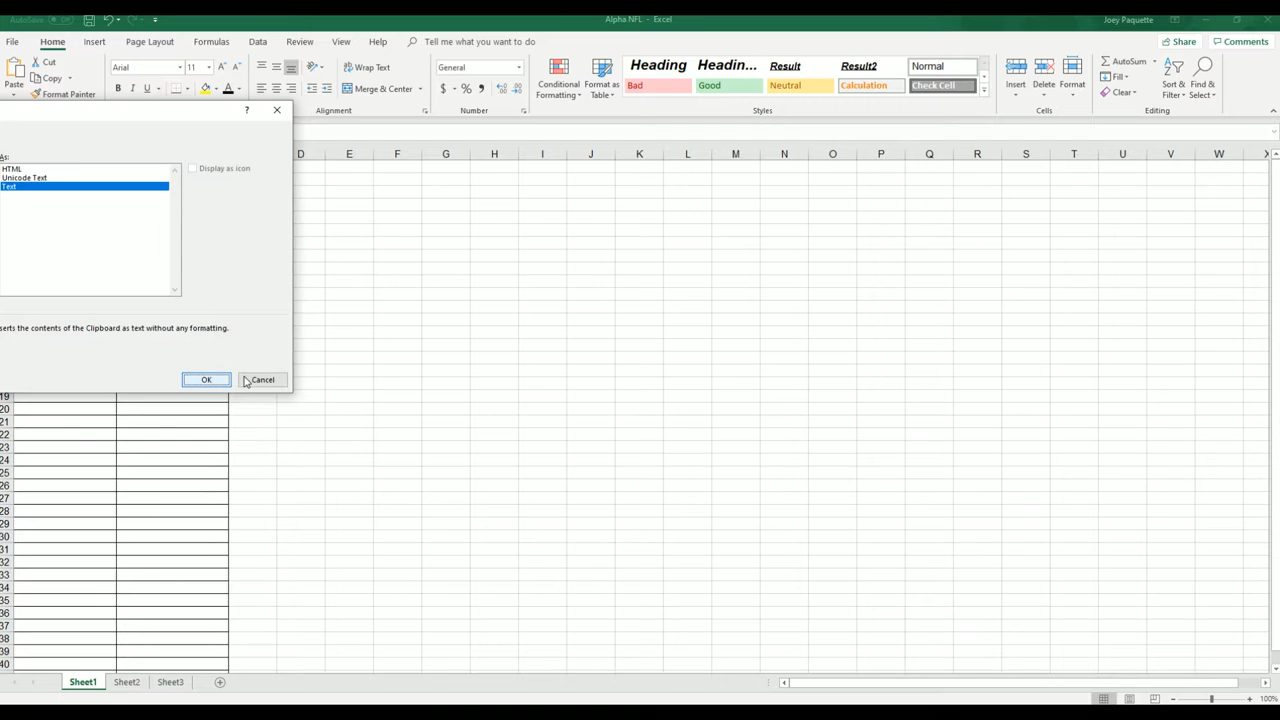 AutoSave Off Alpha NFL - Excel Joey Paquette
File Home Insert Page Layout Formulas Data Review View Help Tell me what you want to do Share Comments
Paste Cut Copy Format Painter
Arial 11
B I U
Wrap Text
Merge & Center
General
$ % ,
Conditional Formatting
Format as Table
Heading Headin... Result Result2 Normal
Bad Good Neutral Calculation Check Cell
Insert Delete Format
AutoSum
Fill
Clear
Sort & Filter
Find & Select
Alignment Number Styles Cells Editing
? ×
As:
HTML
Unicode Text
Text
Display as icon
serts the contents of the Clipboard as text without any formatting.
OK Cancel
D E F G H I J K L M N O P Q R S T U V W X
19
20
21
22
23
24
25
26
27
28
29
30
31
32
33
34
35
36
37
38
39
40
Sheet1 Sheet2 Sheet3
100%